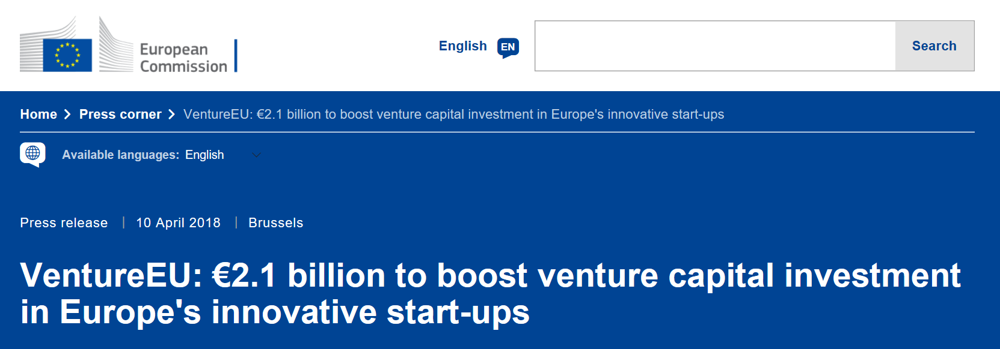 European
Commission
English EN
Search
Home Press corner VentureEU: €2.1 billion to boost venture capital investment in Europe's innovative start-ups
Available languages: English
Press release | 10 April 2018 | Brussels
VentureEU: €2.1 billion to boost venture capital investment
in Europe's innovative start-ups